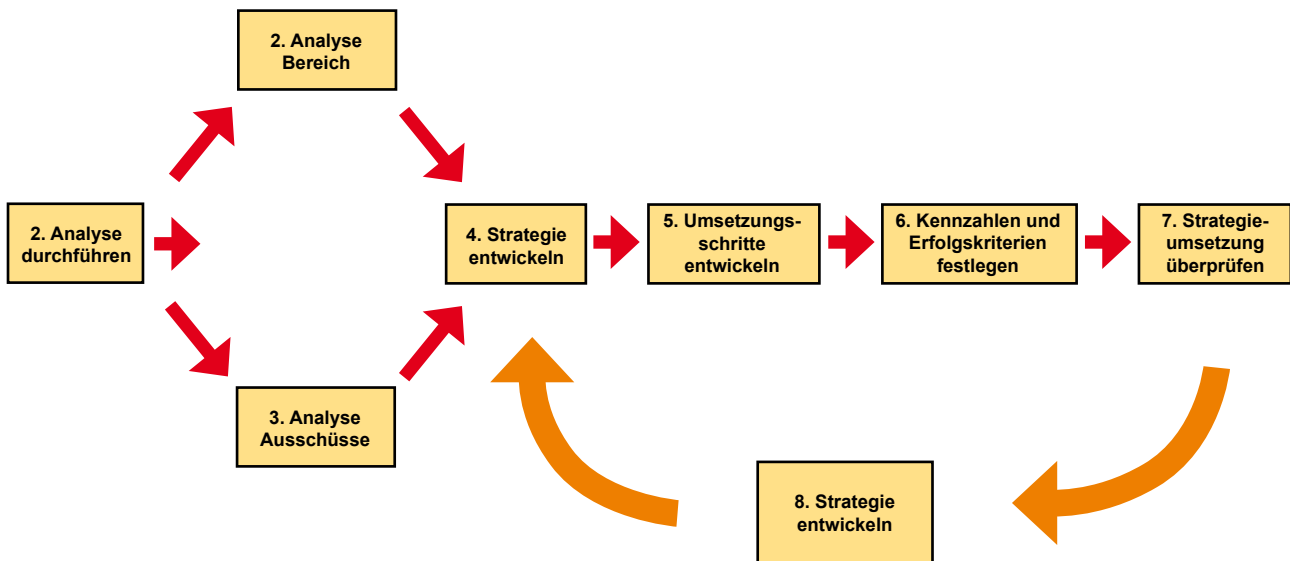 2. Analyse
Bereich
2. Analyse
durchführen
4. Strategie
entwickeln
5. Umsetzungs-
schritte
entwickeln
6. Kennzahlen und
Erfolgskriterien
festlegen
7. Strategie-
umsetzung
überprüfen
3. Analyse
Ausschüsse
8. Strategie
entwickeln